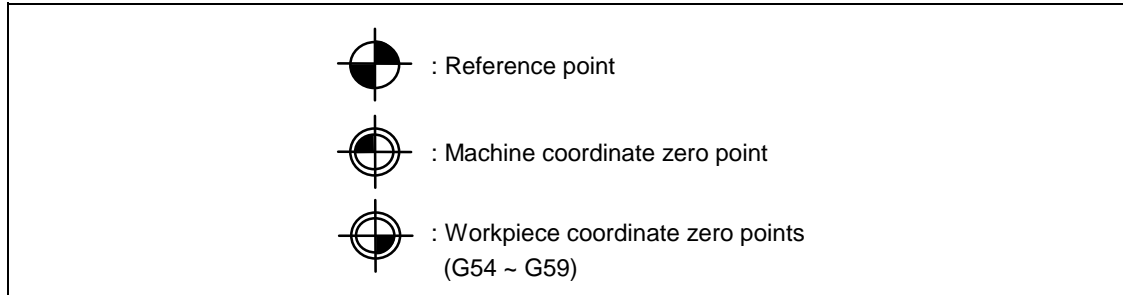 : Reference point
: Machine coordinate zero point
: Workpiece coordinate zero points
(G54 ~ G59)